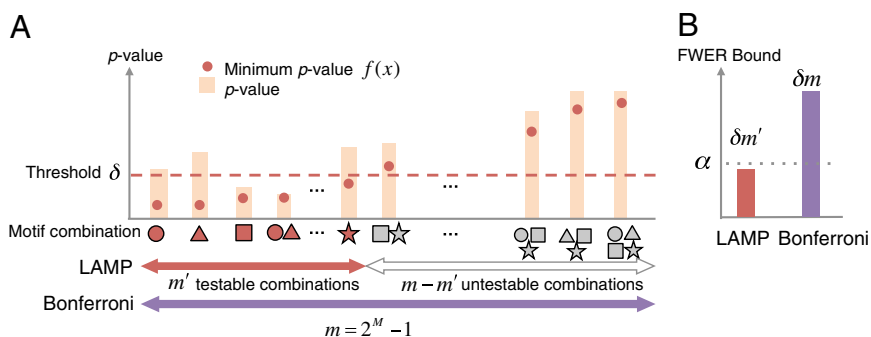 A
p-value
Minimum p-value f(x)
p-value
Threshold δ
...
...
Motif combination
...
...
LAMP
m' testable combinations
m – m' untestable combinations
Bonferroni
m = 2^M –1
B
FWER Bound
δm
δm'
α
LAMP Bonferroni